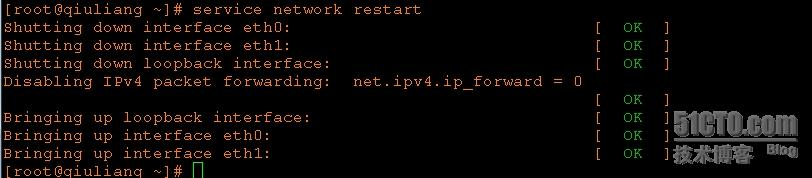 [root@qiuliang ~]# service network restart
Shutting down interface eth0: [ OK ]
Shutting down interface eth1: [ OK ]
Shutting down loopback interface: [ OK ]
Disabling IPv4 packet forwarding: net.ipv4.ip_forward = 0
[ OK ]
Bringing up loopback interface: [ OK ]
Bringing up interface eth0: [ OK ]
Bringing up interface eth1: [ OK ]
[root@qiuliang ~]#
51CTO.com
技术博客 Blog